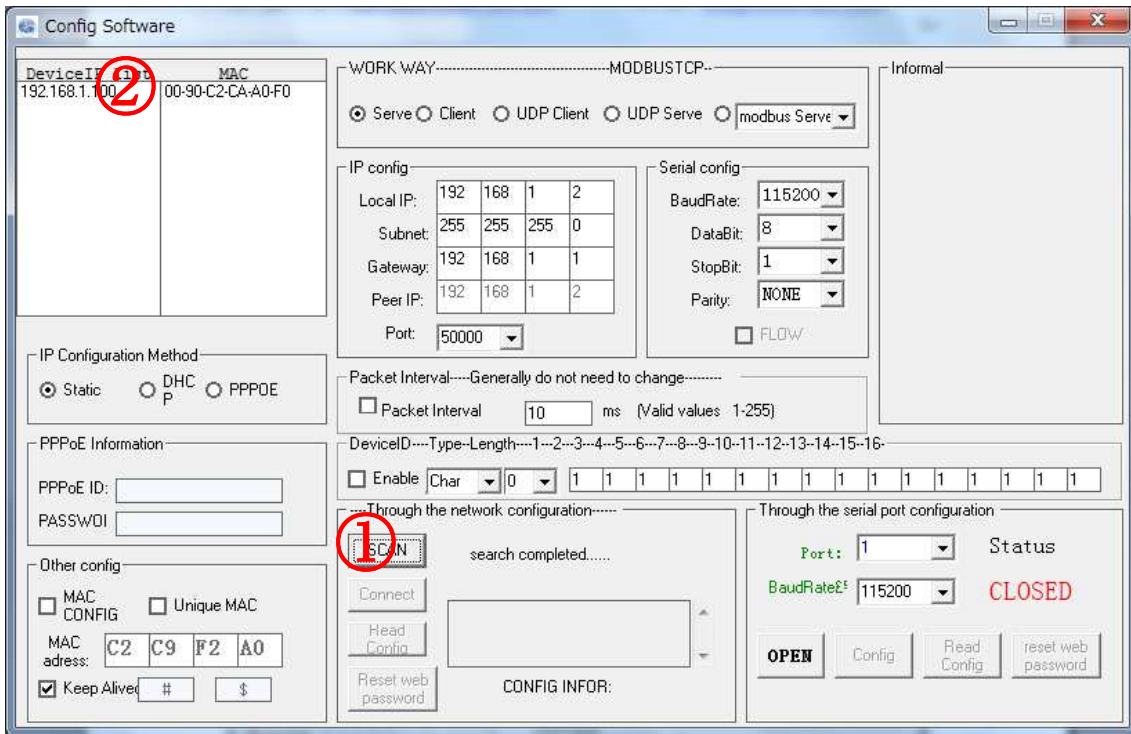 Config Software
DeviceIP list MAC
192.168.1.100 00-90-C2-CA-A0-F0
②
WORK WAY---MODBUSTCP--
Serve Client UDP Client UDP Serve modbus Serve
Informal
IP config
Local IP: 192 168 1 2
Subnet: 255 255 255 0
Gateway: 192 168 1 1
Peer IP: 192 168 1 2
Port: 50000
Serial config
BaudRate: 115200
DataBit: 8
StopBit: 1
Parity: NONE
FLOW
IP Configuration Method
Static DHCP PPPOE
Packet Interval----Generally do not need to change--------
Packet Interval 10 ms (Valid values 1-255)
PPPoE Information
PPPoE ID:
PASSWOI
DeviceID----Type--Length----1---2---3---4---5---6---7---8---9--10--11--12--13--14--15--16-
Enable Char 0 1 1 1 1 1 1 1 1 1 1 1 1 1 1 1 1
Other config
MAC CONFIG Unique MAC
MAC adress: C2 C9 F2 A0
Keep Alived # $
----Through the network configuration------
①
SCAN search completed......
Connect
Read Config
Reset web password
CONFIG INFOR:
Through the serial port configuration
Port: 1 Status
BaudRate£º 115200 CLOSED
OPEN Config Read Config reset web password